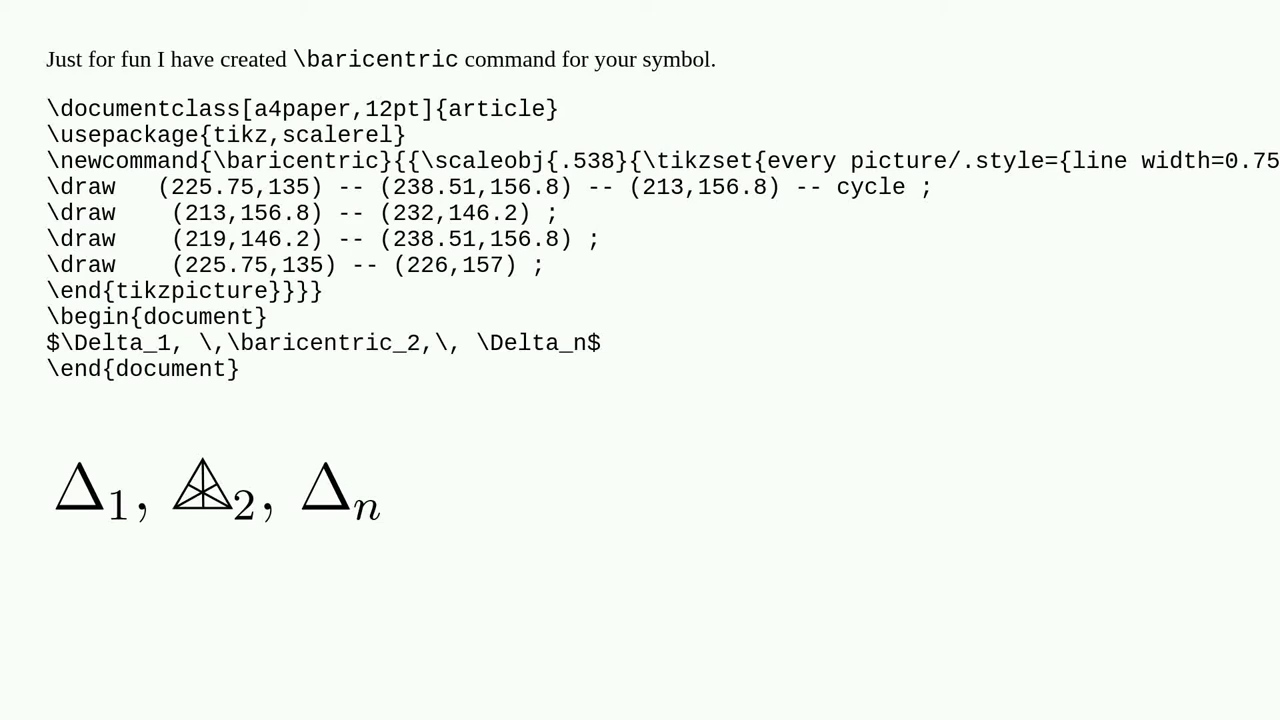 Just for fun I have created \baricentric command for your symbol.
\documentclass[a4paper,12pt]{article}
\usepackage{tikz,scalerel}
\newcommand{\baricentric}{{\scaleobj{.538}{\tikzset{every picture/.style={line width=0.75
\draw   (225.75,135) -- (238.51,156.8) -- (213,156.8) -- cycle ;
\draw    (213,156.8) -- (232,146.2) ;
\draw    (219,146.2) -- (238.51,156.8) ;
\draw    (225.75,135) -- (226,157) ;
\end{tikzpicture}}}}
\begin{document}
$\Delta_1, \,\baricentric_2,\, \Delta_n$
\end{document}
Δ₁, ⟁₂, Δₙ